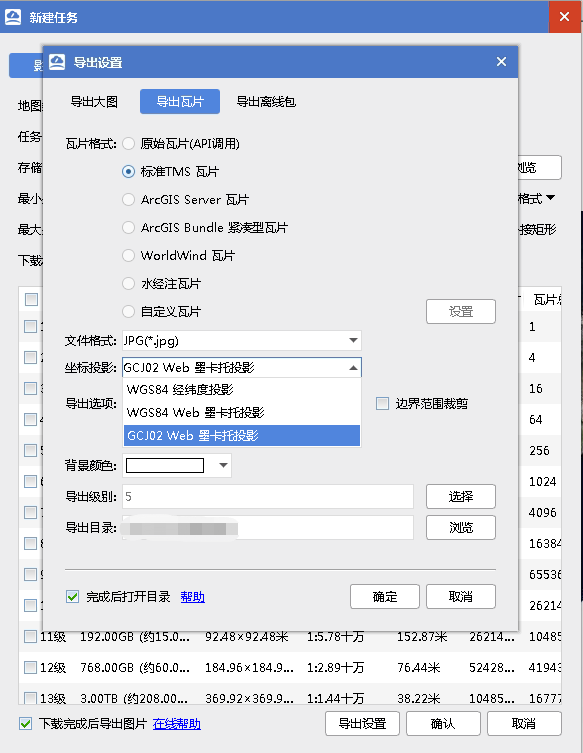 新建任务
导出设置
导出大图 导出瓦片 导出离线包
瓦片格式: 原始瓦片(API调用)
标准TMS 瓦片
ArcGIS Server 瓦片
ArcGIS Bundle 紧凑型瓦片
WorldWind 瓦片
水经注瓦片
自定义瓦片 设置
文件格式: JPG(*.jpg)
坐标投影: GCJ02 Web 墨卡托投影
WGS84 经纬度投影
导出选项: 边界范围裁剪
WGS84 Web 墨卡托投影
GCJ02 Web 墨卡托投影
背景颜色:
导出级别: 5 选择
导出目录: 浏览
完成后打开目录 帮助 确定 取消
地图
任务
存储 浏览
最小 格式
最大 接矩形
下载
瓦片总
1
4
16
64
256
1024
4096
16384
65536
26214
11级 192.00GB (约15.0... 92.48×92.48米 1:5.78十万 152.87米 26214... 10485
12级 768.00GB (约60.0... 184.96×184.9... 1:2.89十万 76.44米 52428... 41943
13级 3.00TB (约208.00... 369.92×369.9... 1:1.44十万 38.22米 10485... 16777
下载完成后导出图片 在线帮助 导出设置 确认 取消